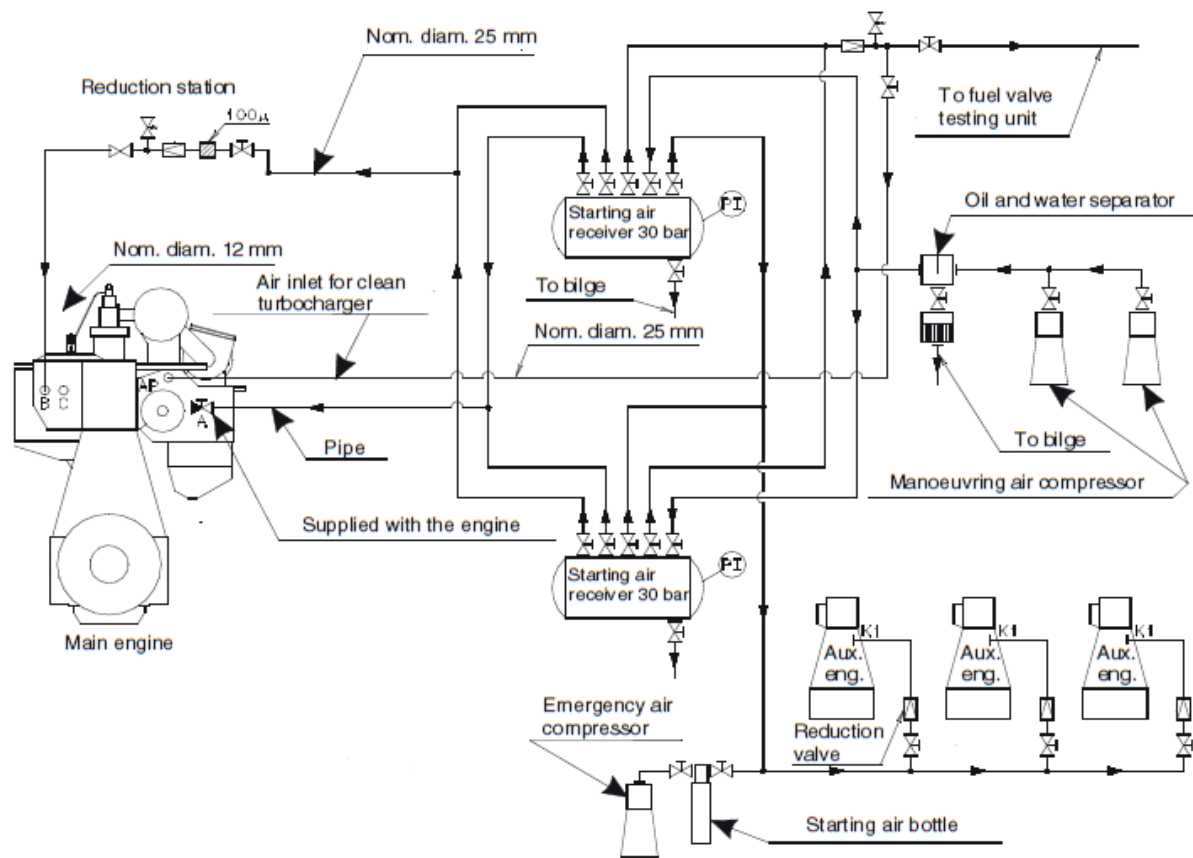 Nom. diam. 25 mm
Reduction station
100µ
To fuel valve
testing unit
Starting air
receiver 30 bar
PI
Oil and water separator
Nom. diam. 12 mm
Air inlet for clean
turbocharger
To bilge
Nom. diam. 25 mm
B C
AP
A
Pipe
To bilge
Manoeuvring air compressor
Supplied with the engine
Starting air
receiver 30 bar
PI
Main engine
K1
Aux.
eng.
K1
Aux.
eng.
K1
Aux.
eng.
Emergency air
compressor
Reduction
valve
Starting air bottle